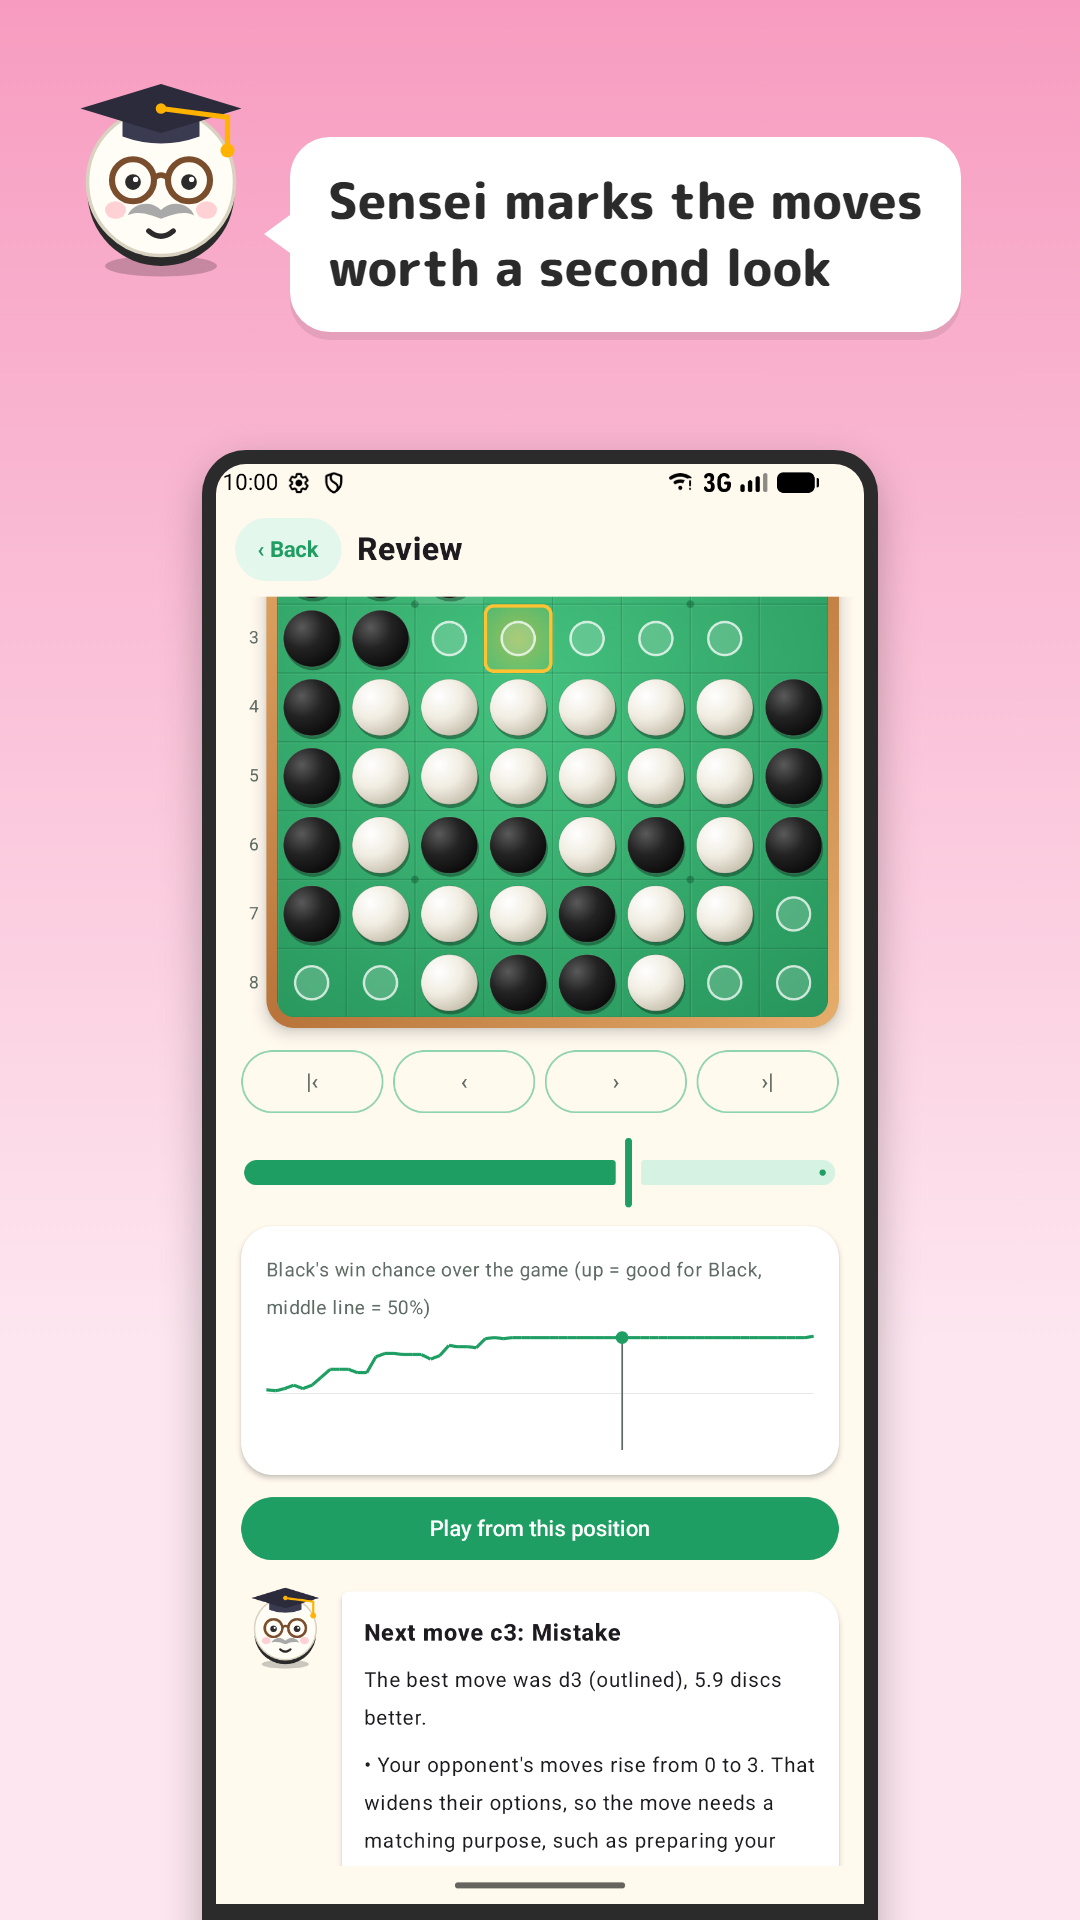 Sensei marks the moves
worth a second look
10:00
3G
‹ Back
Review
3
4
5
6
7
8
|‹
‹
›
›|
Black's win chance over the game (up = good for Black,
middle line = 50%)
Play from this position
Next move c3: Mistake
The best move was d3 (outlined), 5.9 discs
better.
• Your opponent's moves rise from 0 to 3. That
widens their options, so the move needs a
matching purpose, such as preparing your